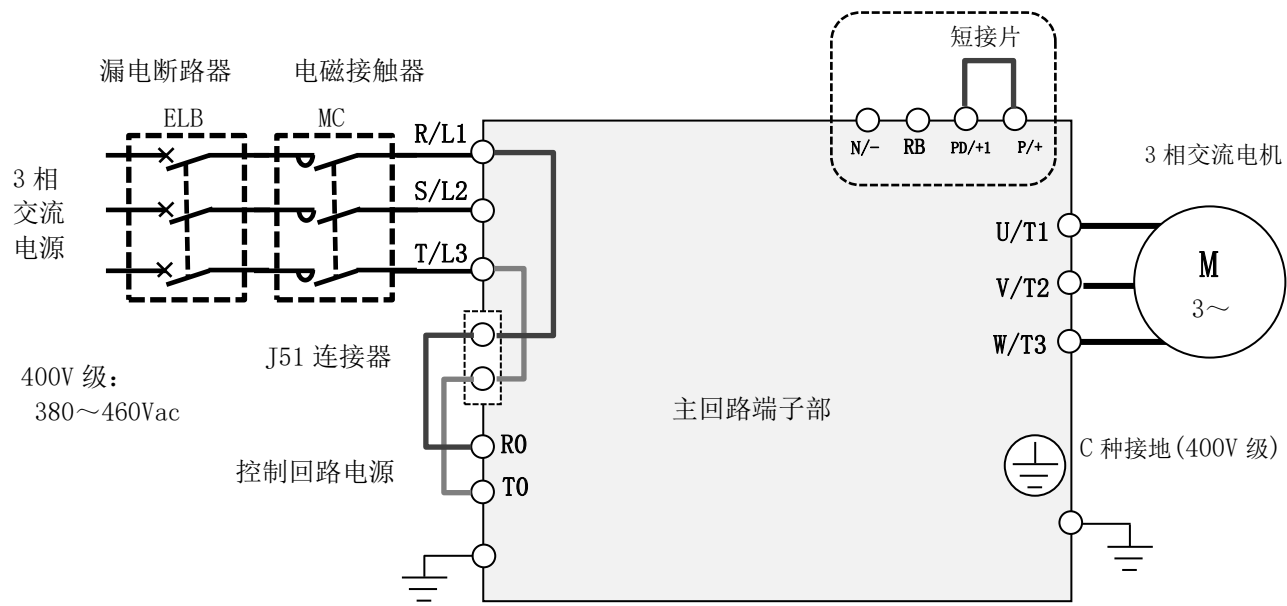 短接片
漏电断路器
电磁接触器
ELB
MC
R/L1
N/-
RB
PD/+1
P/+
3相交流电机
3 相
交流
电源
S/L2
T/L3
U/T1
V/T2
W/T3
M
3～
J51 连接器
400V 级:
380～460Vac
主回路端子部
R0
控制回路电源
T0
C 种接地(400V 级)